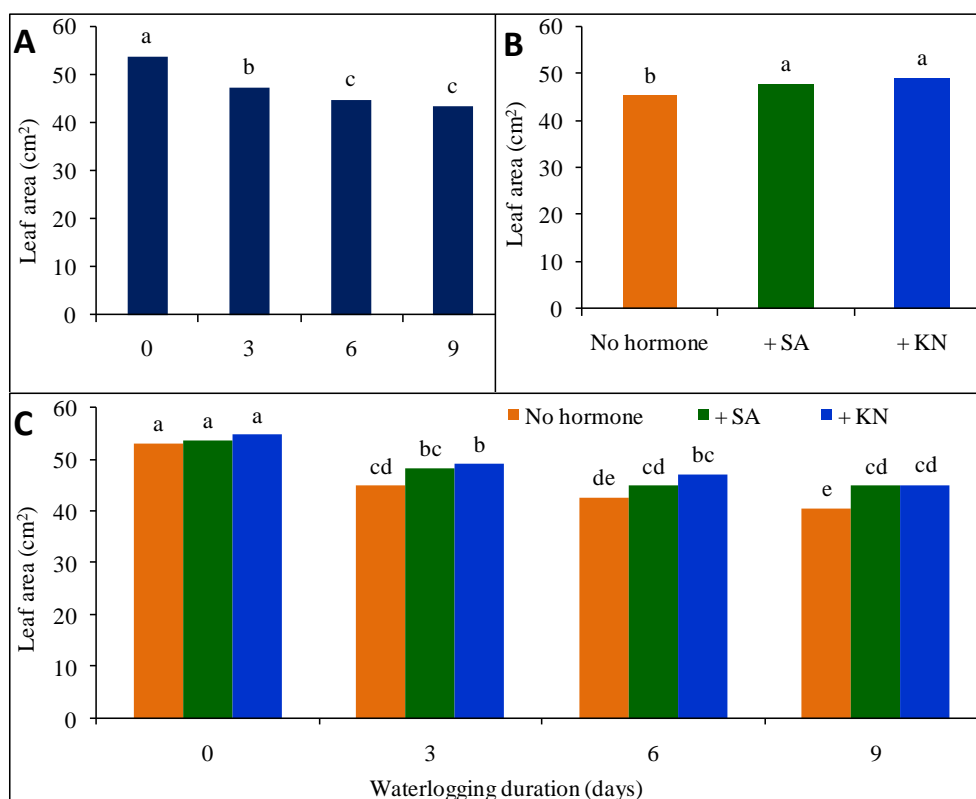 A
Leaf area (cm²)
60
50
40
30
20
10
0
a
b
c
c
0 3 6 9
B
Leaf area (cm²)
60
50
40
30
20
10
0
b
a
a
No hormone + SA + KN
C
No hormone + SA + KN
Leaf area (cm²)
60
50
40
30
20
10
0
a a a
cd bc b
de cd bc
e cd cd
0 3 6 9
Waterlogging duration (days)